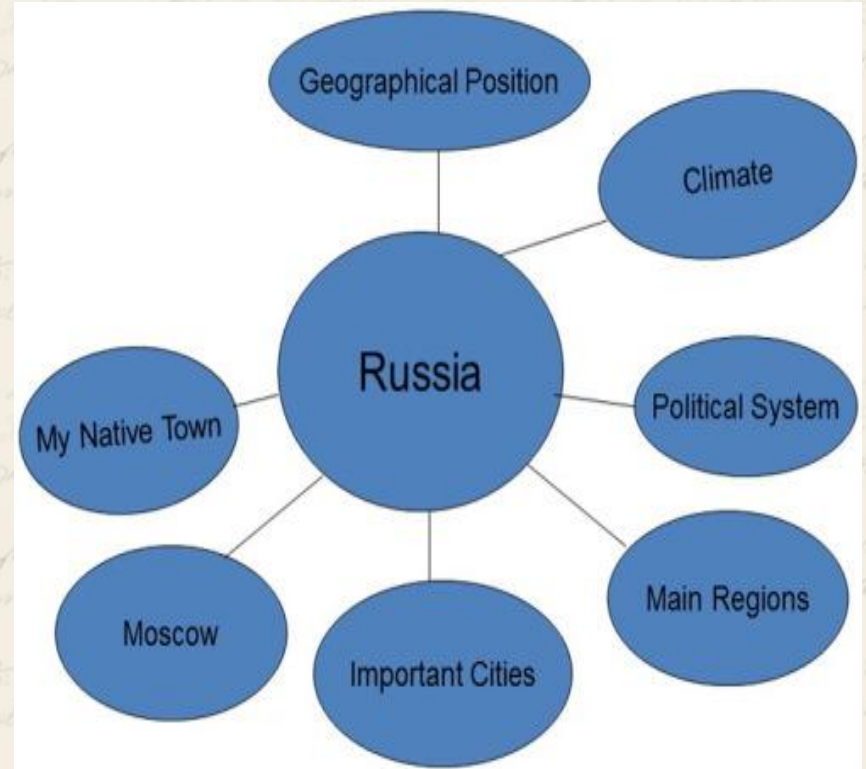 Geographical Position
Climate
Russia
Political System
My Native Town
Main Regions
Moscow
Important Cities